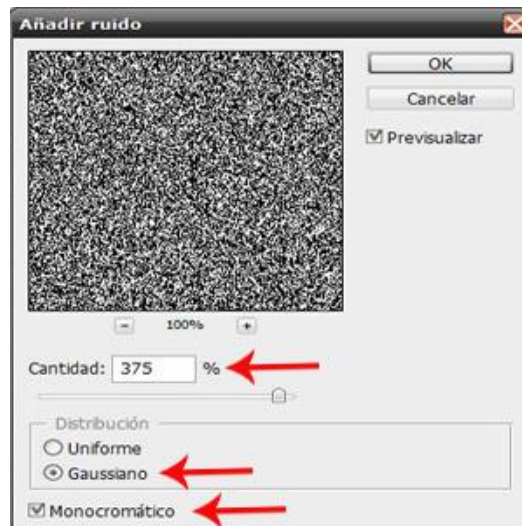 Añadir ruido
OK
Cancelar
Previsualizar
100%
Cantidad: 375 %
Distribución
Uniforme
Gaussiano
Monocromático